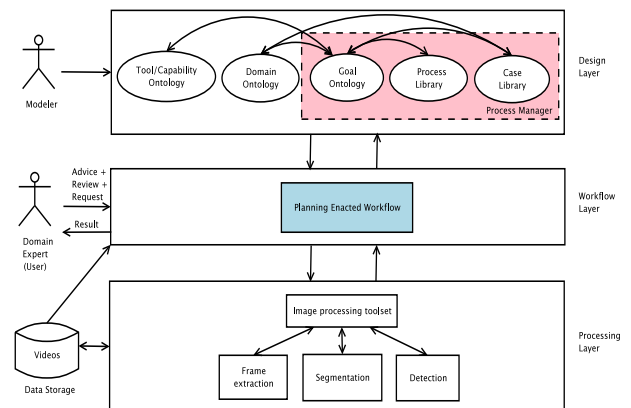 Modeler
Tool/Capability
Ontology
Domain
Ontology
Goal
Ontology
Process
Library
Case
Library
Process Manager
Design
Layer
Advice +
Review +
Request
Result
Domain
Expert
(User)
Planning Enacted Workflow
Workflow
Layer
Videos
Data Storage
Image processing toolset
Frame
extraction
Segmentation
Detection
Processing
Layer